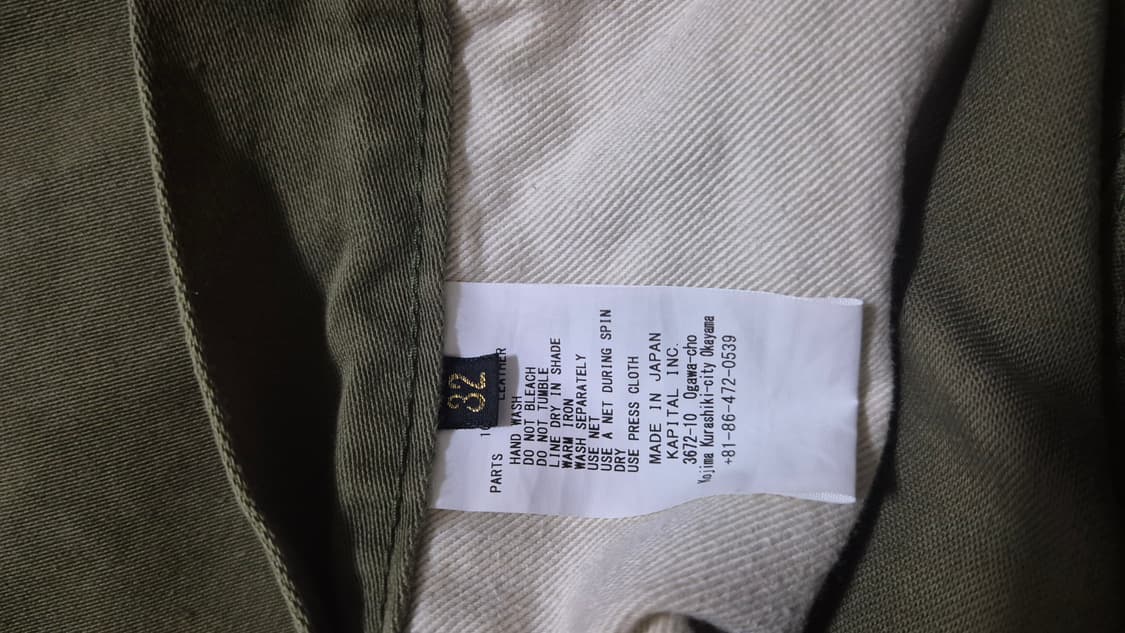 32
PARTS LEATHER
HAND WASH
DO NOT BLEACH
DO NOT TUMBLE
LINE DRY IN SHADE
WARM IRON
WASH SEPARATELY
USE NET
USE A NET DURING SPIN
DRY
USE PRESS CLOTH
MADE IN JAPAN
KAPITAL INC.
3672-10 Ogawa-cho
Kojima Kurashiki-city Okayama
+81-86-472-0539